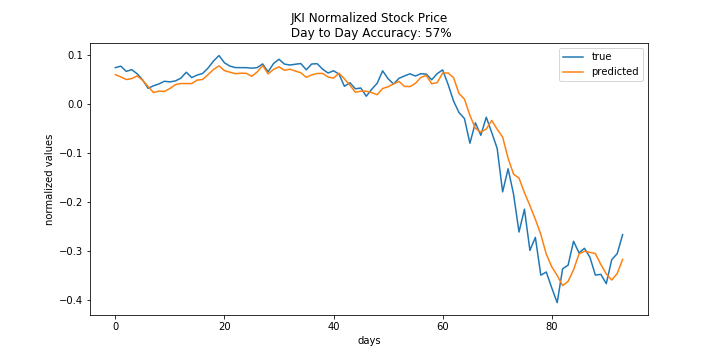 JKI Normalized Stock Price
Day to Day Accuracy: 57%
true
predicted
normalized values
0.1
0.0
−0.1
−0.2
−0.3
−0.4
0
20
40
60
80
days